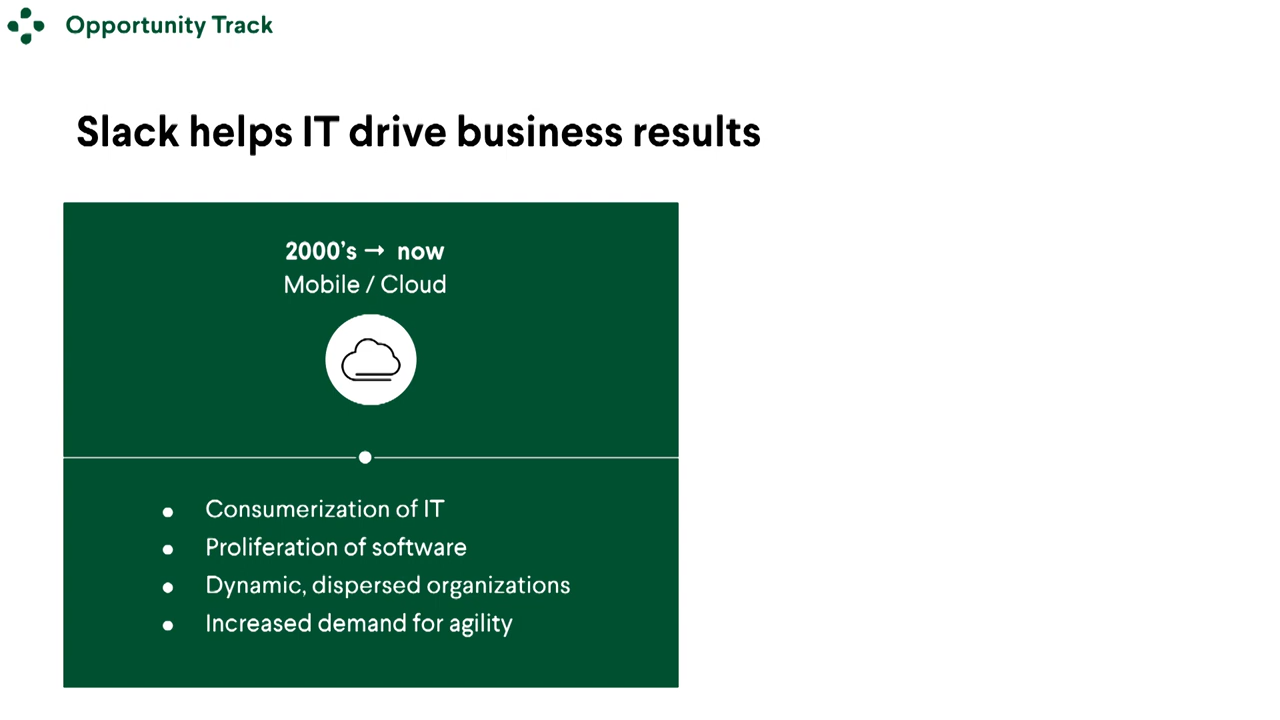 Opportunity Track
Slack helps IT drive business results
2000's → now
Mobile / Cloud
● Consumerization of IT
● Proliferation of software
● Dynamic, dispersed organizations
● Increased demand for agility